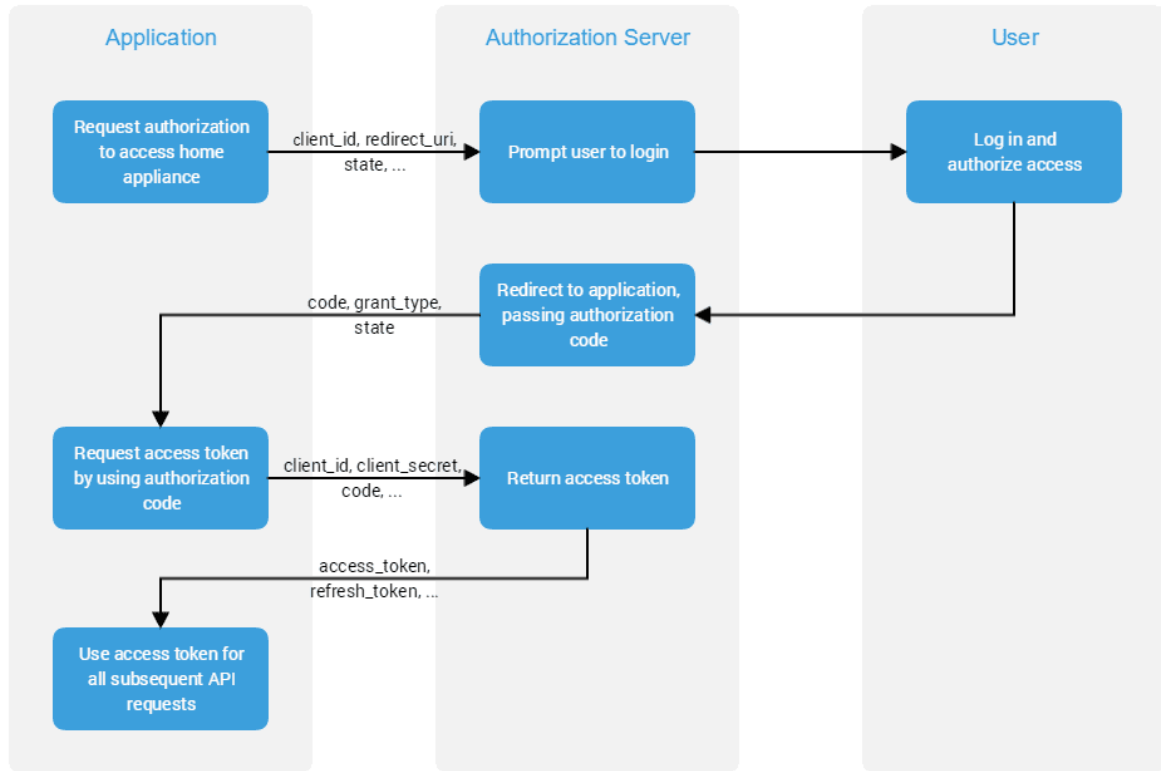 Application
Authorization Server
User
Request authorization
to access home
appliance
client_id, redirect_uri,
state, ...
Prompt user to login
Log in and
authorize access
code, grant_type,
state
Redirect to application,
passing authorization
code
Request access token
by using authorization
code
client_id, client_secret,
code, ...
Return access token
access_token,
refresh_token, ...
Use access token for
all subsequent API
requests